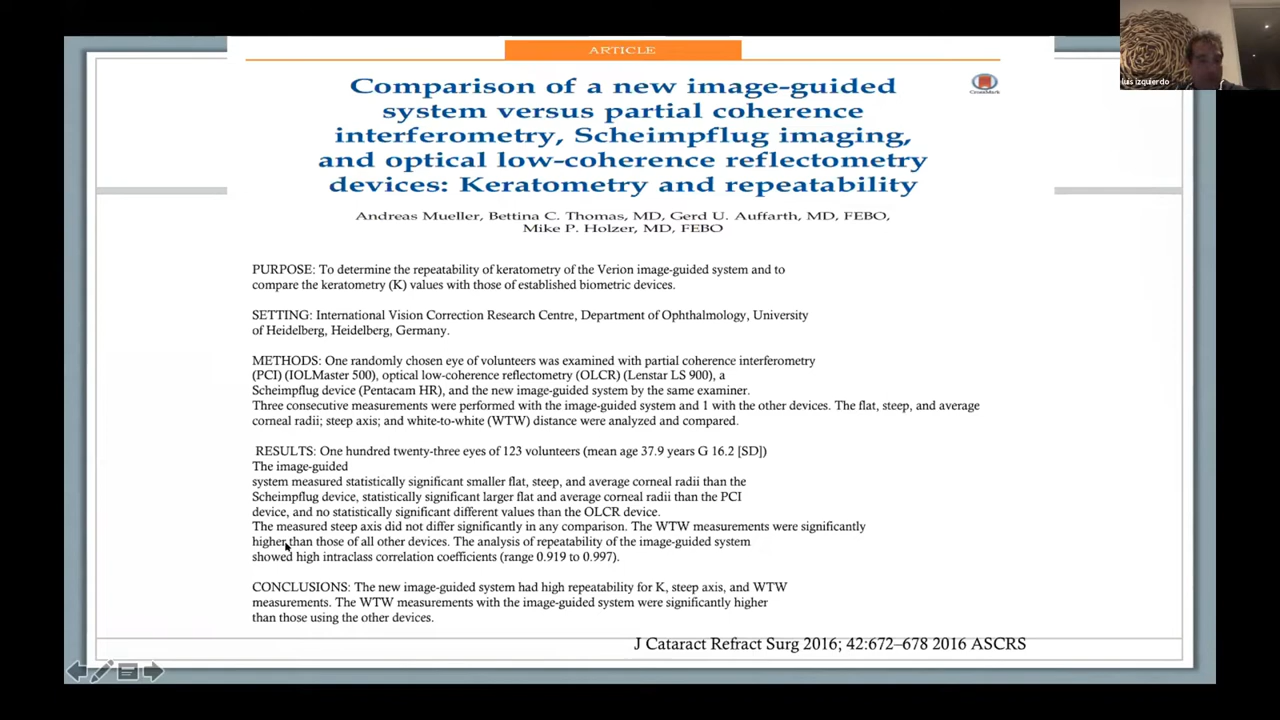 luis izquierdo
ARTICLE
Comparison of a new image-guided
system versus partial coherence
interferometry, Scheimpflug imaging,
and optical low-coherence reflectometry
devices: Keratometry and repeatability
CrossMark
Andreas Mueller, Bettina C. Thomas, MD, Gerd U. Auffarth, MD, FEBO,
Mike P. Holzer, MD, FEBO
PURPOSE: To determine the repeatability of keratometry of the Verion image-guided system and to
compare the keratometry (K) values with those of established biometric devices.
SETTING: International Vision Correction Research Centre, Department of Ophthalmology, University
of Heidelberg, Heidelberg, Germany.
METHODS: One randomly chosen eye of volunteers was examined with partial coherence interferometry
(PCI) (IOLMaster 500), optical low-coherence reflectometry (OLCR) (Lenstar LS 900), a
Scheimpflug device (Pentacam HR), and the new image-guided system by the same examiner.
Three consecutive measurements were performed with the image-guided system and 1 with the other devices. The flat, steep, and average
corneal radii; steep axis; and white-to-white (WTW) distance were analyzed and compared.
RESULTS: One hundred twenty-three eyes of 123 volunteers (mean age 37.9 years G 16.2 [SD])
The image-guided
system measured statistically significant smaller flat, steep, and average corneal radii than the
Scheimpflug device, statistically significant larger flat and average corneal radii than the PCI
device, and no statistically significant different values than the OLCR device.
The measured steep axis did not differ significantly in any comparison. The WTW measurements were significantly
higher than those of all other devices. The analysis of repeatability of the image-guided system
showed high intraclass correlation coefficients (range 0.919 to 0.997).
CONCLUSIONS: The new image-guided system had high repeatability for K, steep axis, and WTW
measurements. The WTW measurements with the image-guided system were significantly higher
than those using the other devices.
J Cataract Refract Surg 2016; 42:672–678 2016 ASCRS